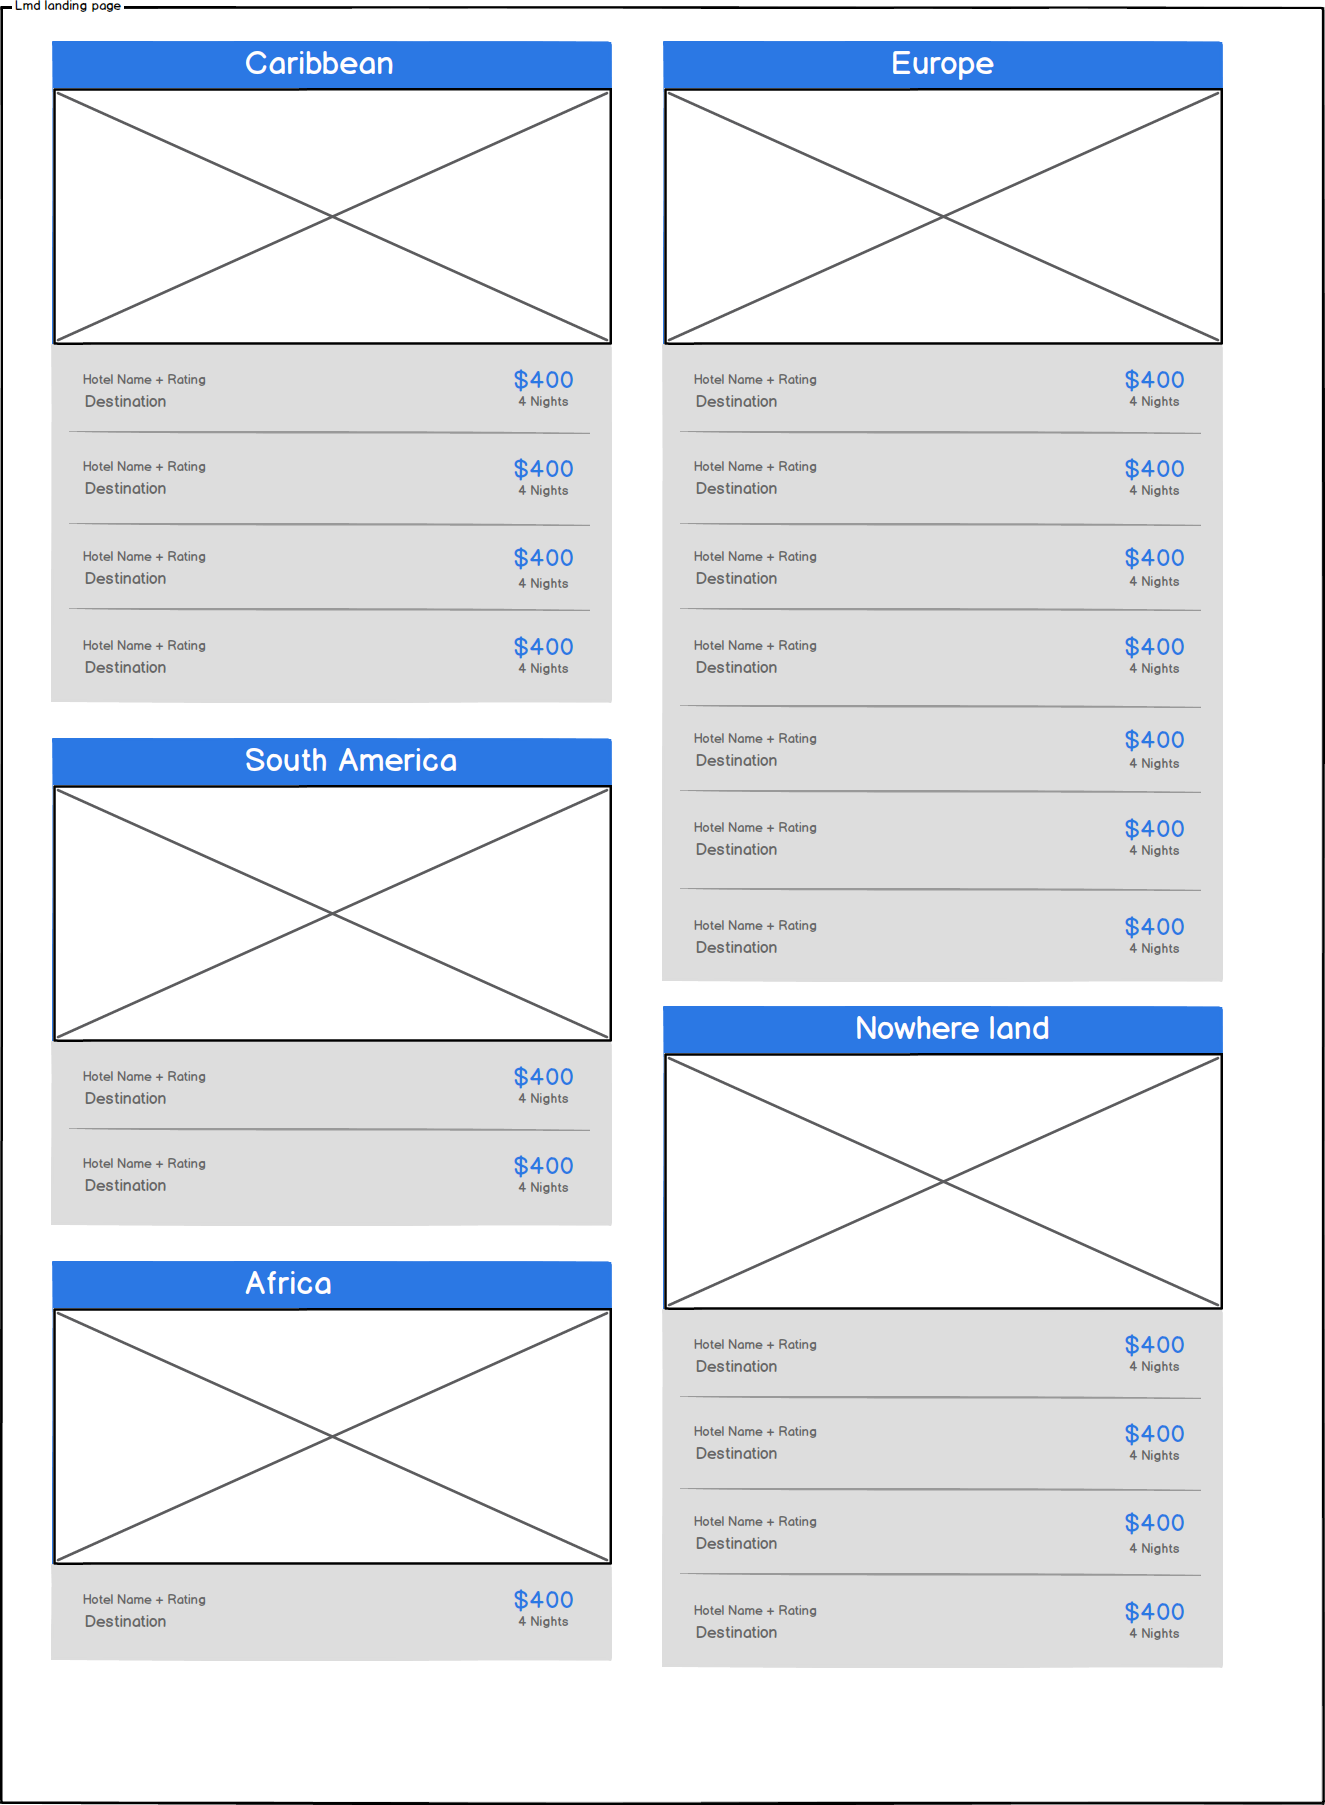 Lmd landing page
Caribbean
Hotel Name + Rating
$400
Destination
4 Nights
Hotel Name + Rating
$400
Destination
4 Nights
Hotel Name + Rating
$400
Destination
4 Nights
Hotel Name + Rating
$400
Destination
4 Nights
South America
Hotel Name + Rating
$400
Destination
4 Nights
Hotel Name + Rating
$400
Destination
4 Nights
Africa
Hotel Name + Rating
$400
Destination
4 Nights
Europe
Hotel Name + Rating
$400
Destination
4 Nights
Hotel Name + Rating
$400
Destination
4 Nights
Hotel Name + Rating
$400
Destination
4 Nights
Hotel Name + Rating
$400
Destination
4 Nights
Hotel Name + Rating
$400
Destination
4 Nights
Hotel Name + Rating
$400
Destination
4 Nights
Hotel Name + Rating
$400
Destination
4 Nights
Nowhere land
Hotel Name + Rating
$400
Destination
4 Nights
Hotel Name + Rating
$400
Destination
4 Nights
Hotel Name + Rating
$400
Destination
4 Nights
Hotel Name + Rating
$400
Destination
4 Nights